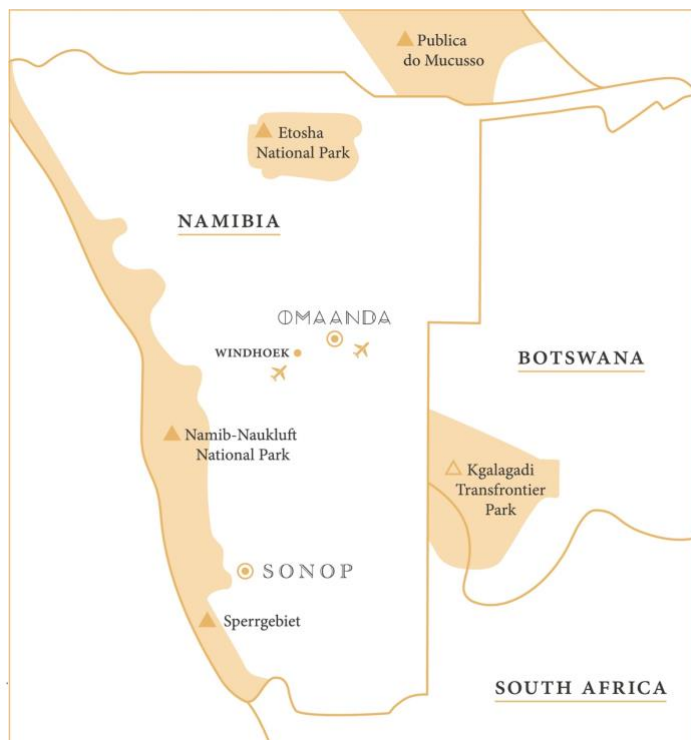 Publica
do Mucusso
Etosha
National Park
NAMIBIA
OMAANDA
WINDHOEK
BOTSWANA
Namib-Naukluft
National Park
Kgalagadi
Transfrontier
Park
SONOP
Sperrgebiet
SOUTH AFRICA